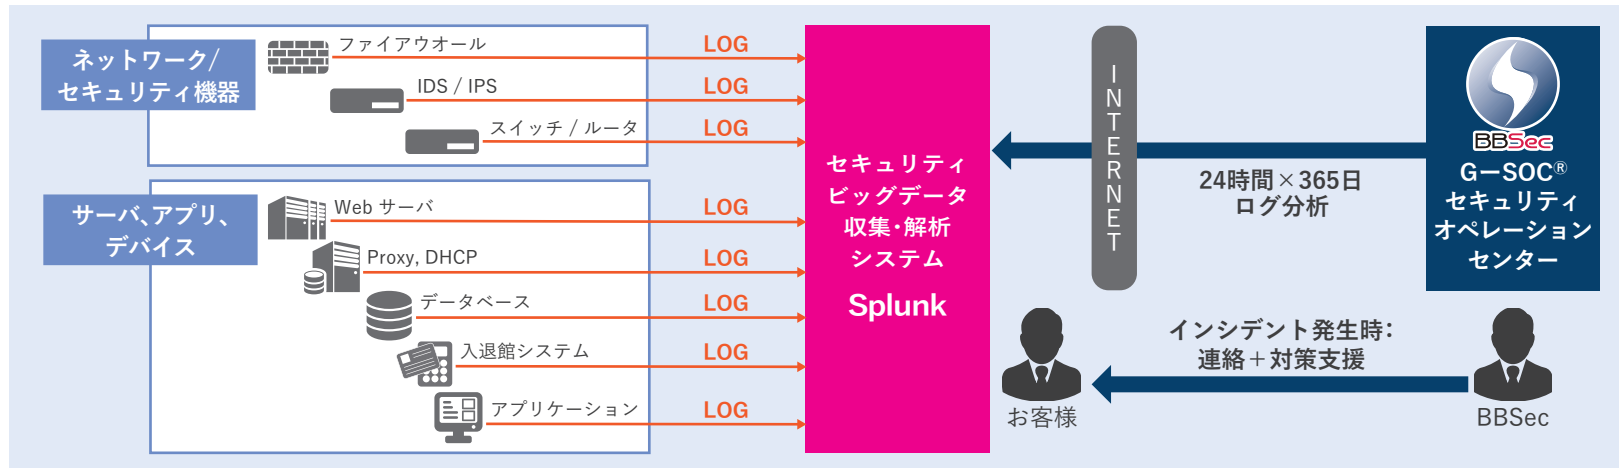 ネットワーク/
セキュリティ機器
ファイアウオール
LOG
IDS / IPS
LOG
スイッチ / ルータ
LOG
サーバ、アプリ、
デバイス
Web サーバ
LOG
Proxy, DHCP
LOG
データベース
LOG
入退館システム
LOG
アプリケーション
LOG
セキュリティ
ビッグデータ
収集・解析
システム
Splunk
INTERNET
24時間×365日
ログ分析
BBSec
GーSOC®
セキュリティ
オペレーション
センター
インシデント発生時：
連絡＋対策支援
お客様
BBSec